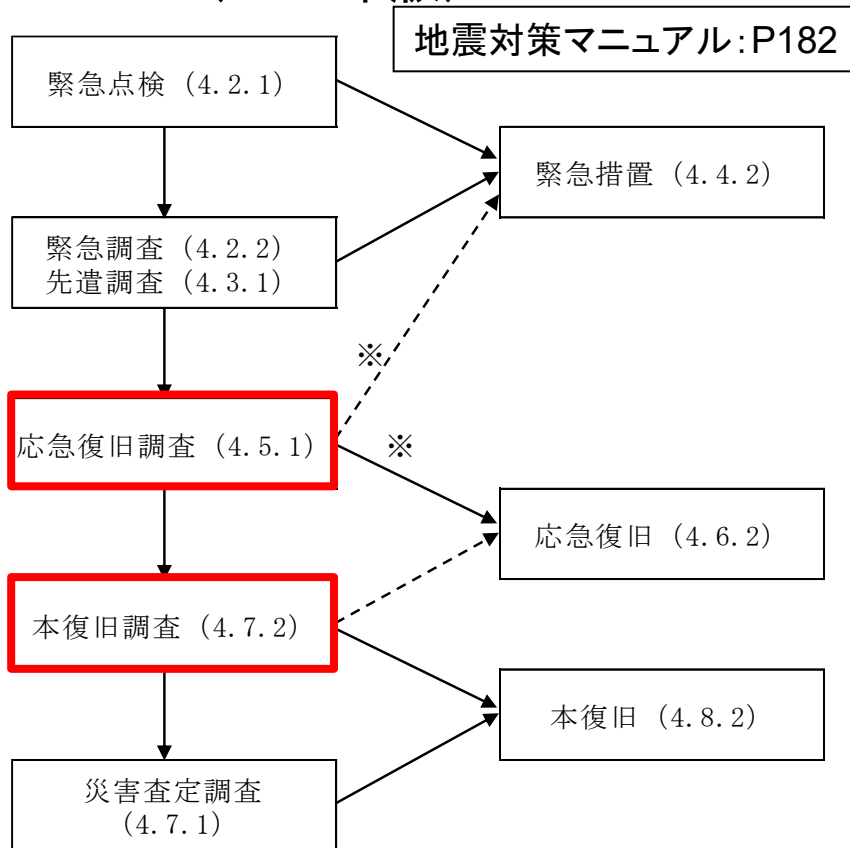 地震対策マニュアル:P182
緊急点検 (4.2.1)
緊急措置 (4.4.2)
緊急調査 (4.2.2)
先遣調査 (4.3.1)
※
応急復旧調査 (4.5.1)
※
応急復旧 (4.6.2)
本復旧調査 (4.7.2)
本復旧 (4.8.2)
災害査定調査
(4.7.1)